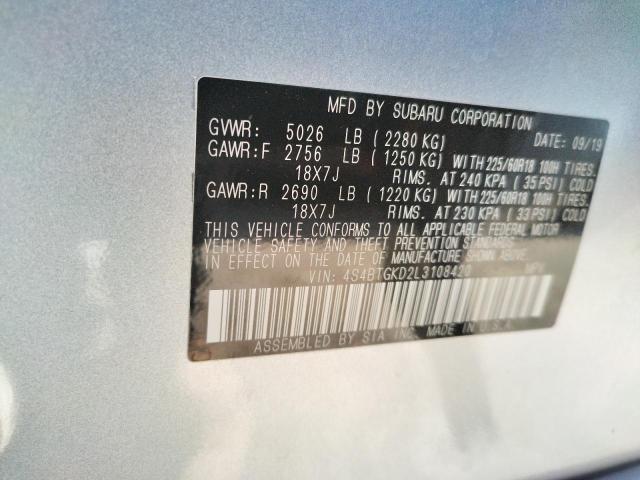 MFD BY SUBARU CORPORATION
GVWR: 5026 LB (2280 KG) DATE: 09/19
GAWR:F 2756 LB (1250 KG) WITH 225/60R18 100H TIRES.
18X7J RIMS. AT 240 KPA (35 PSI) COLD
GAWR:R 2690 LB (1220 KG) WITH 225/60R18 100H TIRES.
18X7J RIMS. AT 230 KPA (33 PSI) COLD
THIS VEHICLE CONFORMS TO ALL APPLICABLE FEDERAL MOTOR
VEHICLE SAFETY AND THEFT PREVENTION STANDARDS
IN EFFECT ON THE DATE OF MANUFACTURE SHOWN ABOVE.
VIN: 4S4BTGKD2L3108420 MPV
ASSEMBLED BY SIA INC. MADE IN U.S.A.